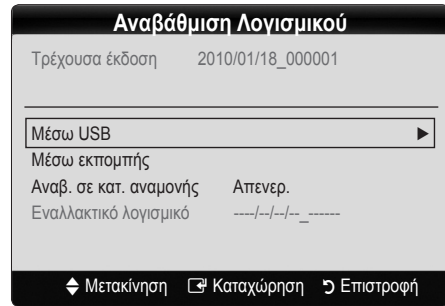 Αναβάθμιση Λογισμικού
Τρέχουσα έκδοση 2010/01/18_000001
Μέσω USB
Μέσω εκπομπής
Αναβ. σε κατ. αναμονής Απενερ.
Εναλλακτικό λογισμικό ----/--/--/--_------
Μετακίνηση Καταχώρηση Επιστροφή